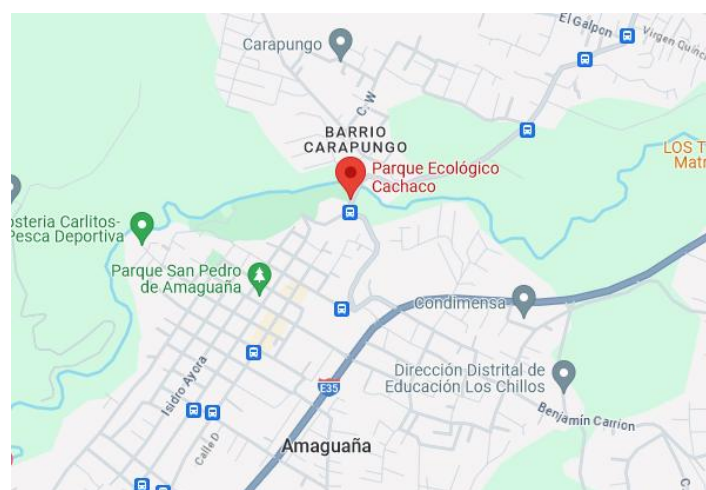 El Galpon
Virgen Quinc
Carapungo
C. W
BARRIO
CARAPUNGO
Parque Ecológico
Cachaco
LOS T
Matr
osteria Carlitos-
Pesca Deportiva
Parque San Pedro
de Amaguaña
Condimensa
Dirección Distrital de
Educación Los Chillos
E35
Isidro Ayora
Benjamín Carrion
Calle D
Amaguaña
C